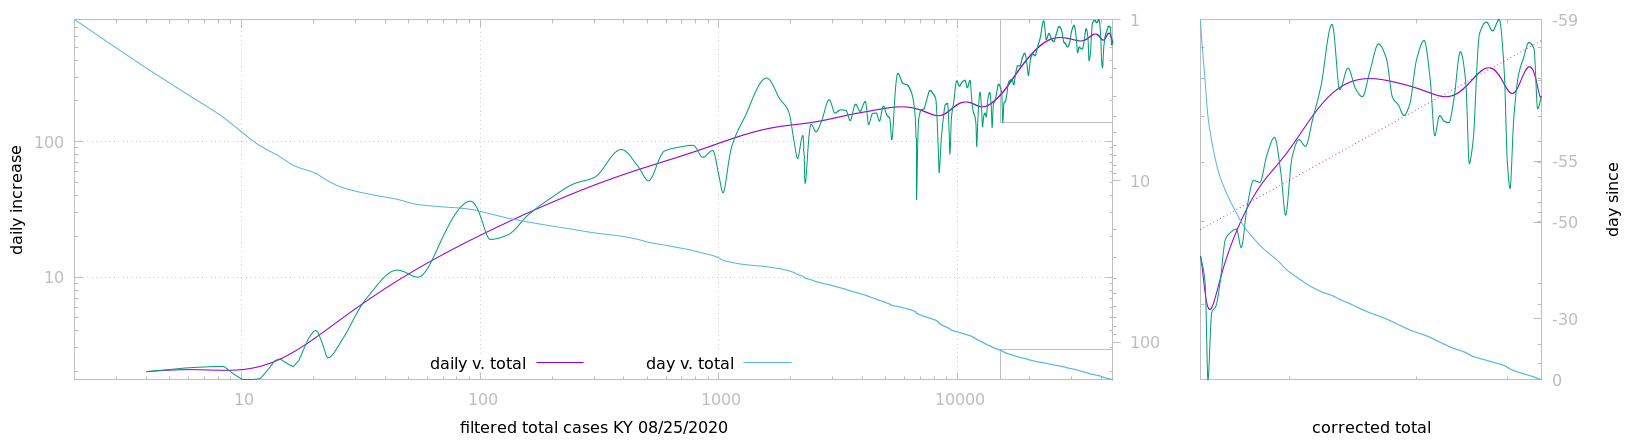 daily increase
100
10
daily v. total
day v. total
10
100
1000
10000
filtered total cases KY 08/25/2020
1
10
100
-59
-55
-50
-30
0
day since
corrected total